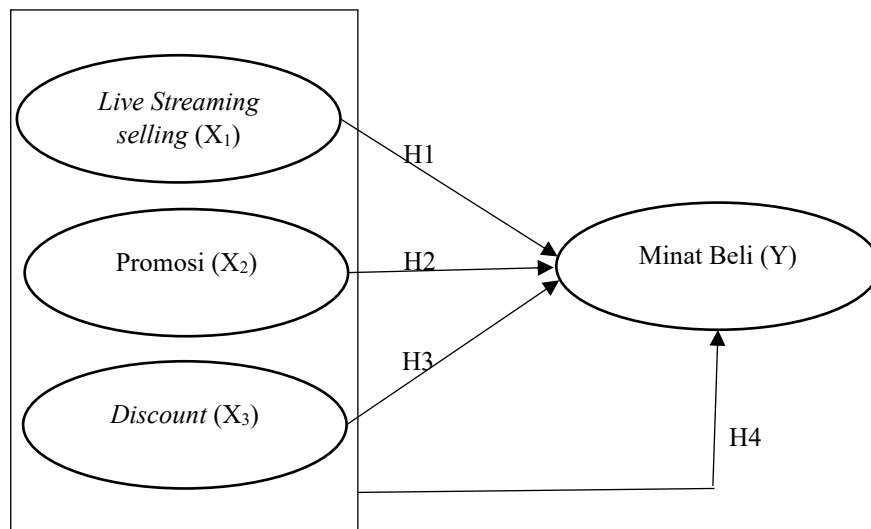 Live Streaming
selling (X₁)
H1
Promosi (X₂)
H2
Minat Beli (Y)
H3
Discount (X₃)
H4